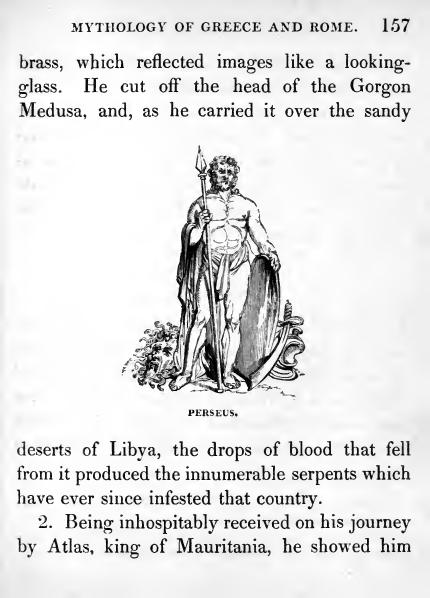 MYTHOLOGY OF GREECE AND ROME. 157
brass, which reflected images like a looking-
glass. He cut off the head of the Gorgon
Medusa, and, as he carried it over the sandy
PERSEUS.
deserts of Libya, the drops of blood that fell
from it produced the innumerable serpents which
have ever since infested that country.
2. Being inhospitably received on his journey
by Atlas, king of Mauritania, he showed him